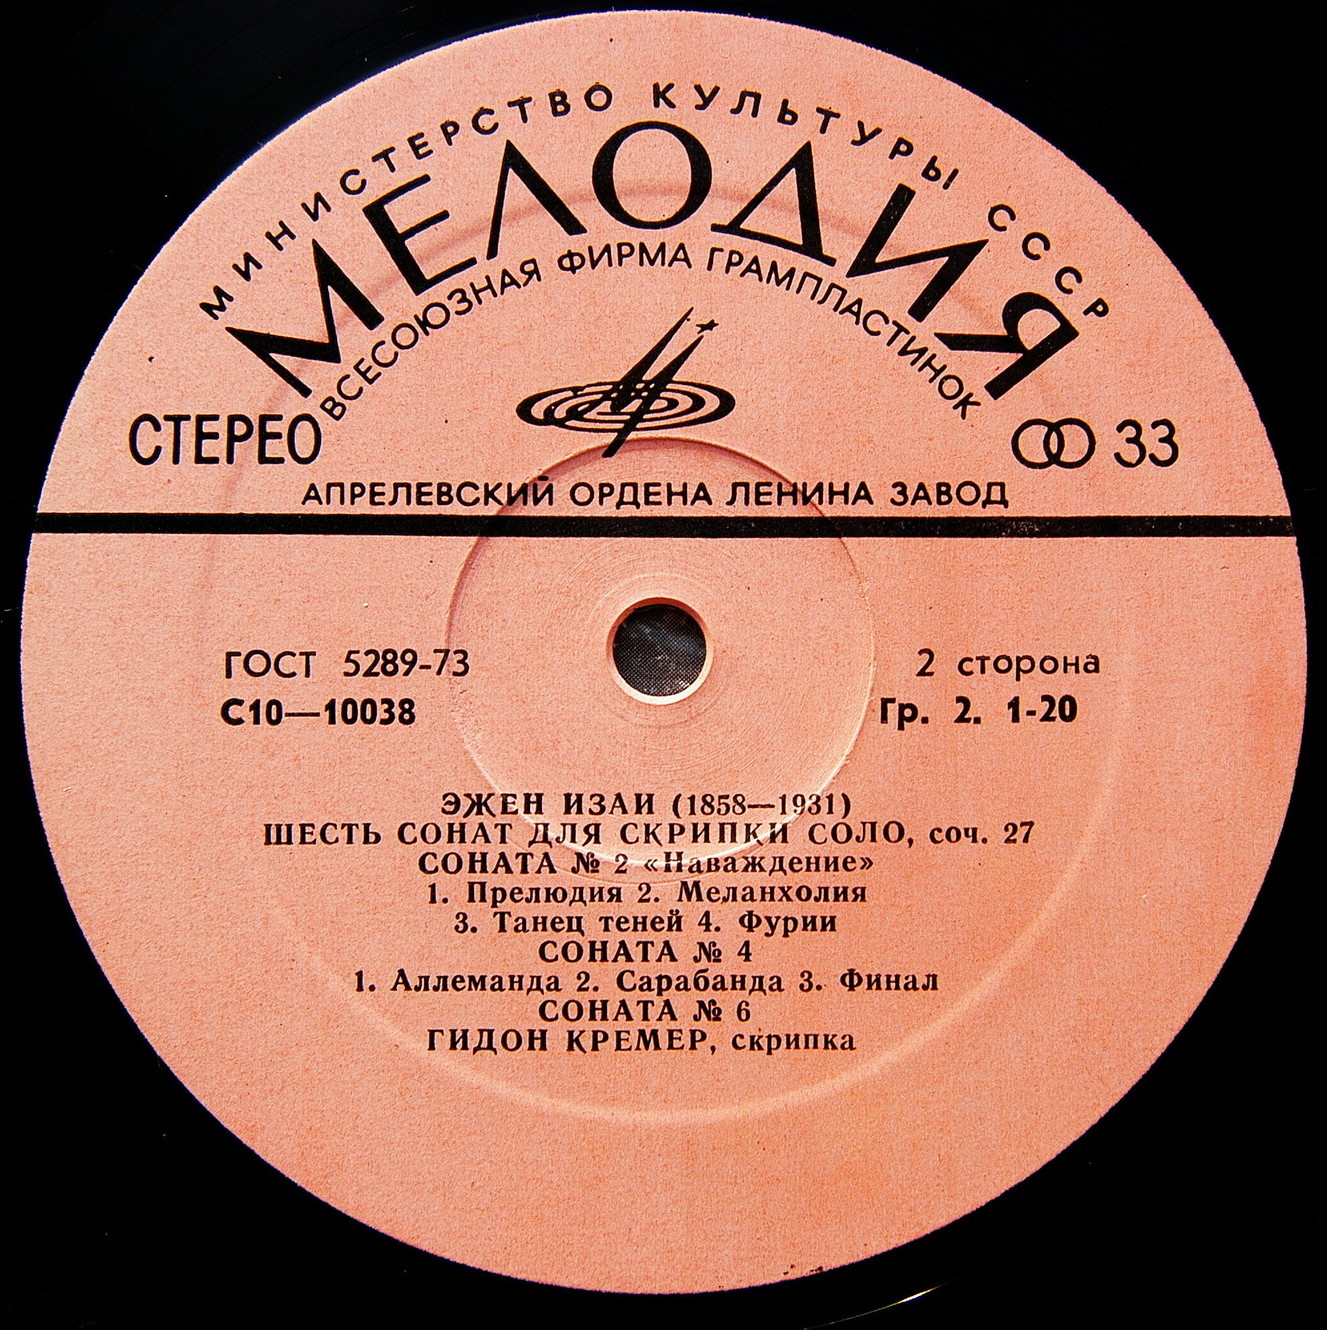 МИНИСТЕРСТВО КУЛЬТУРЫ СССР
МЕЛОДИЯ
ВСЕСОЮЗНАЯ ФИРМА ГРАМПЛАСТИНОК
СТЕРЕО
33
АПРЕЛЕВСКИЙ ОРДЕНА ЛЕНИНА ЗАВОД
ГОСТ 5289-73
2 сторона
С10—10038
Гр. 2. 1-20
ЭЖЕН ИЗАИ (1858—1931)
ШЕСТЬ СОНАТ ДЛЯ СКРИПКИ СОЛО, соч. 27
СОНАТА № 2 «Наваждение»
1. Прелюдия 2. Меланхолия
3. Танец теней 4. Фурии
СОНАТА № 4
1. Аллеманда 2. Сарабанда 3. Финал
СОНАТА № 6
ГИДОН КРЕМЕР, скрипка